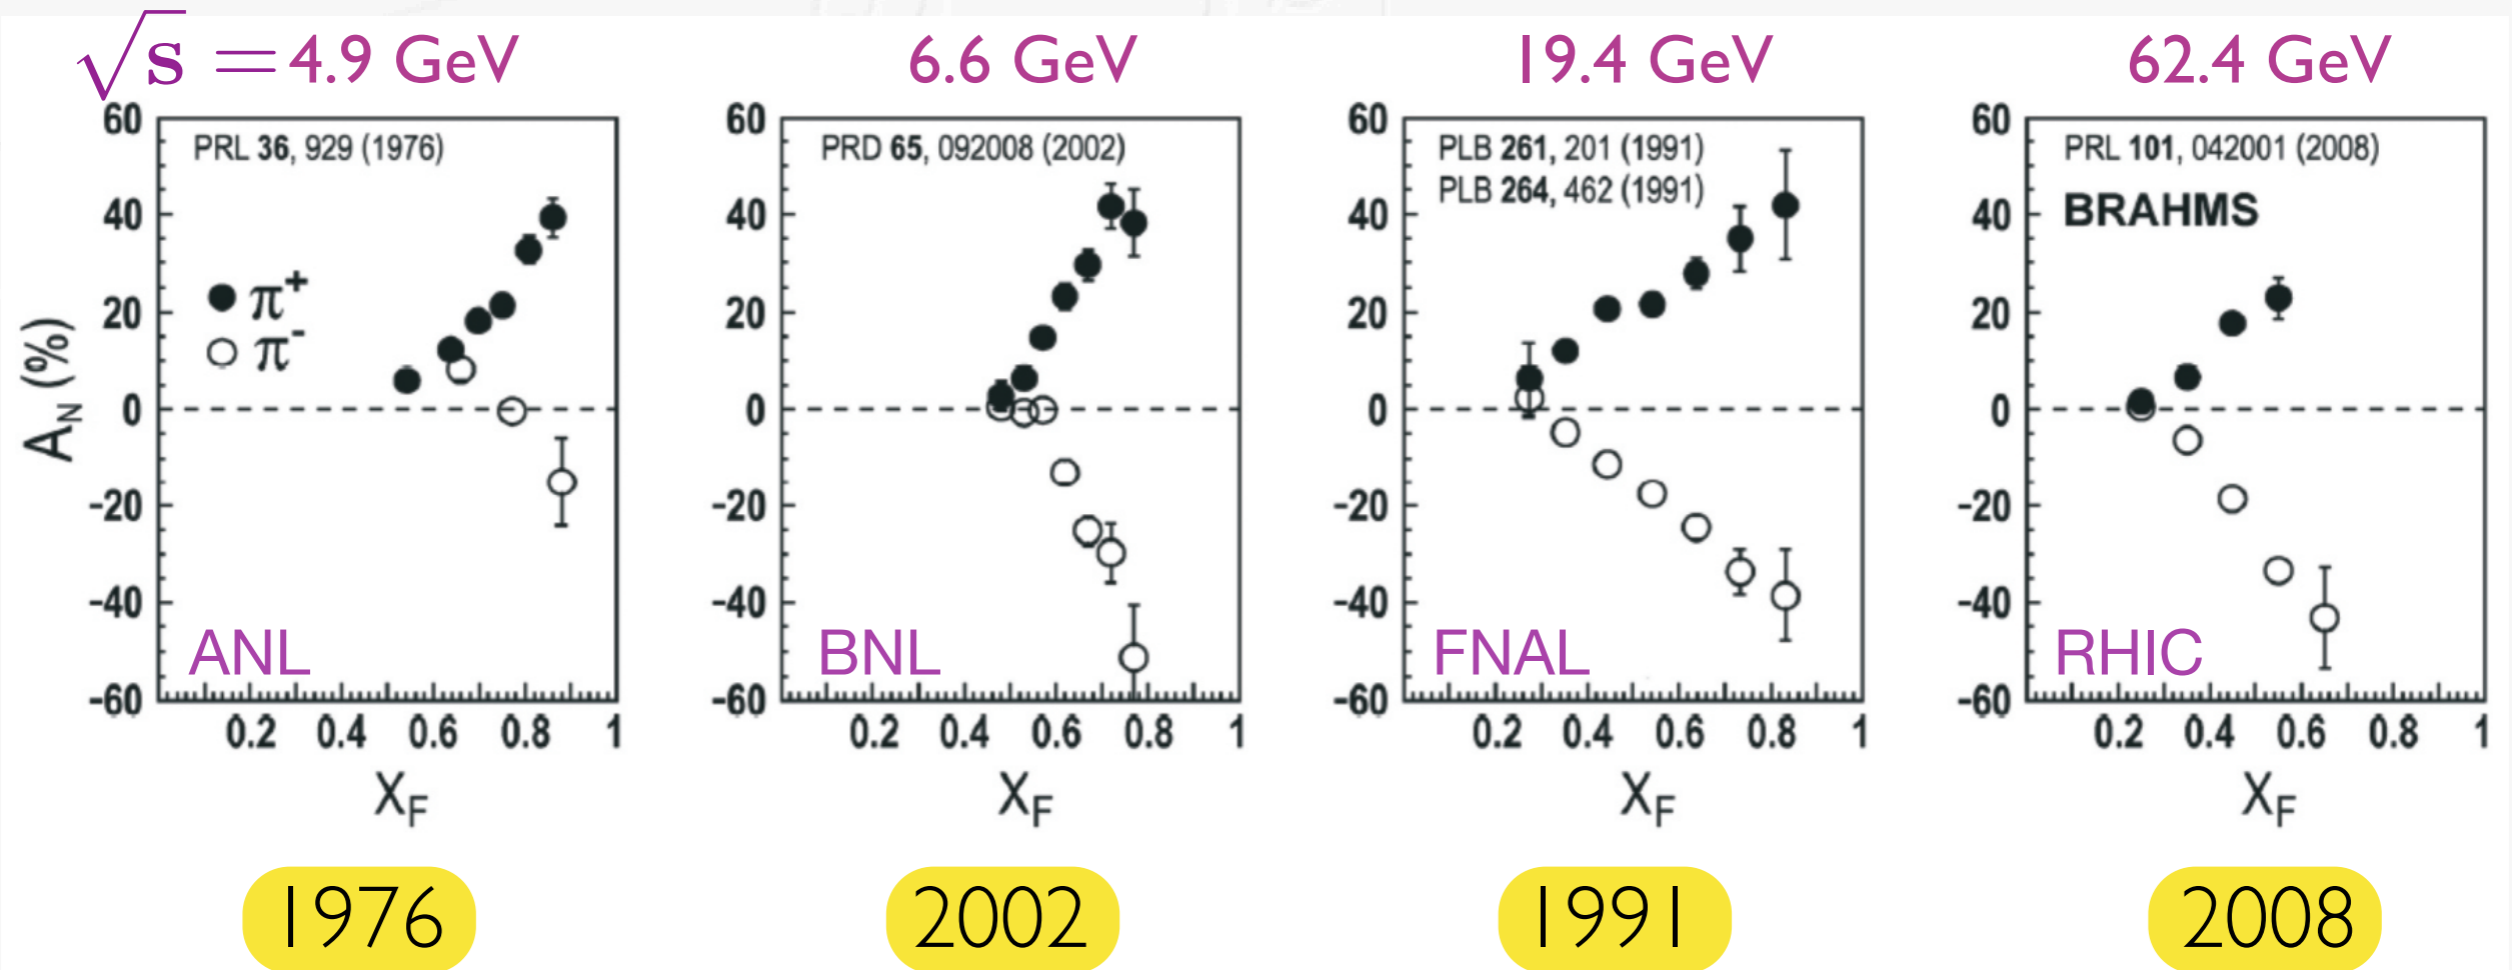 √s = 4.9 GeV
6.6 GeV
19.4 GeV
62.4 GeV
A_N (%)
60
40
20
0
-20
-40
-60
PRL 36, 929 (1976)
π⁺
π⁻
ANL
0.2 0.4 0.6 0.8 1
X_F
1976
60
40
20
0
-20
-40
-60
PRD 65, 092008 (2002)
BNL
0.2 0.4 0.6 0.8 1
X_F
2002
60
40
20
0
-20
-40
-60
PLB 261, 201 (1991)
PLB 264, 462 (1991)
FNAL
0.2 0.4 0.6 0.8 1
X_F
1991
60
40
20
0
-20
-40
-60
PRL 101, 042001 (2008)
BRAHMS
RHIC
0.2 0.4 0.6 0.8 1
X_F
2008